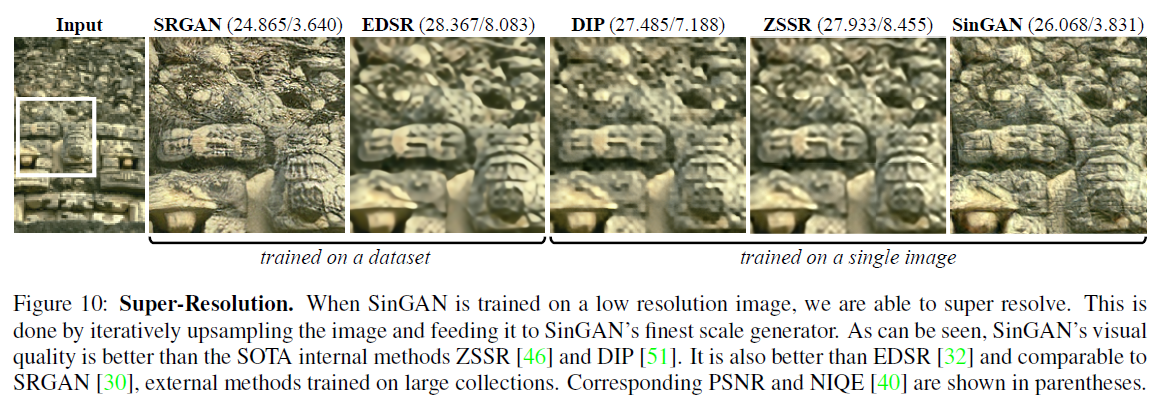 Input SRGAN (24.865/3.640) EDSR (28.367/8.083) DIP (27.485/7.188) ZSSR (27.933/8.455) SinGAN (26.068/3.831)
trained on a dataset trained on a single image
Figure 10: Super-Resolution. When SinGAN is trained on a low resolution image, we are able to super resolve. This is
done by iteratively upsampling the image and feeding it to SinGAN's finest scale generator. As can be seen, SinGAN's visual
quality is better than the SOTA internal methods ZSSR [46] and DIP [51]. It is also better than EDSR [32] and comparable to
SRGAN [30], external methods trained on large collections. Corresponding PSNR and NIQE [40] are shown in parentheses.